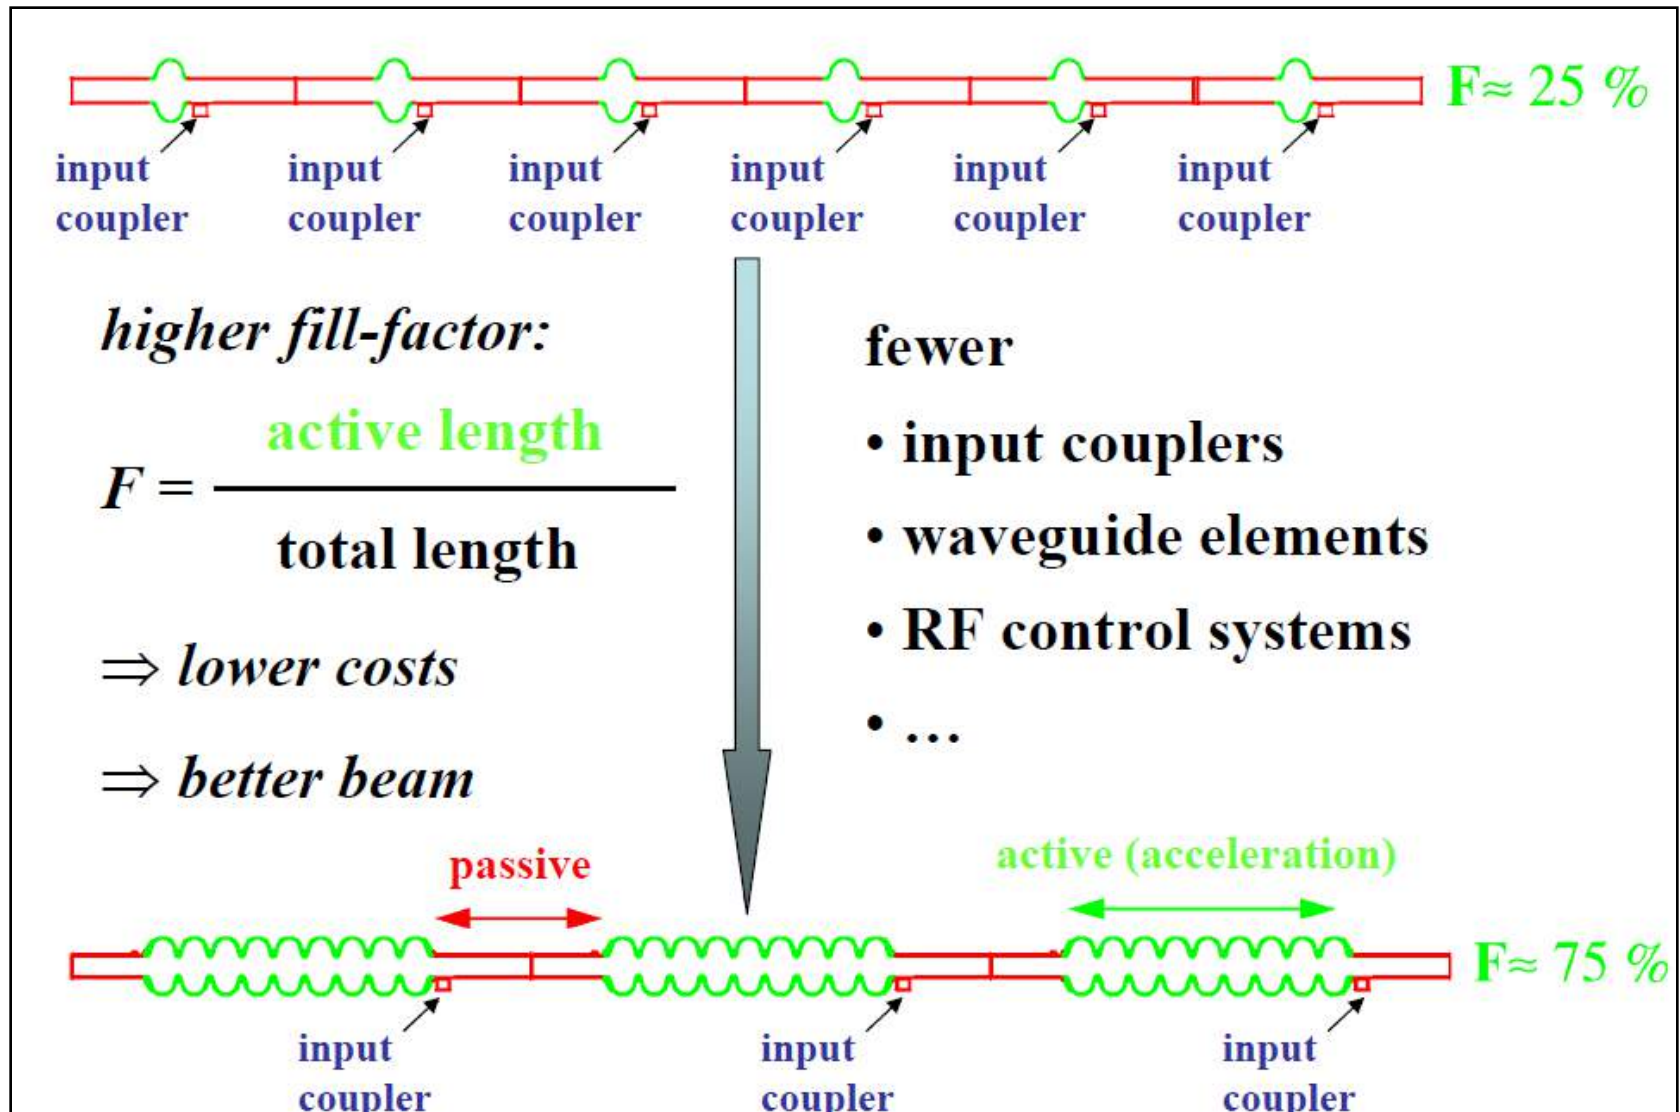 F≈ 25 %
input coupler
input coupler
input coupler
input coupler
input coupler
input coupler
higher fill-factor:
F = active length
total length
⇒ lower costs
⇒ better beam
fewer
• input couplers
• waveguide elements
• RF control systems
• …
passive
active (acceleration)
F≈ 75 %
input coupler
input coupler
input coupler